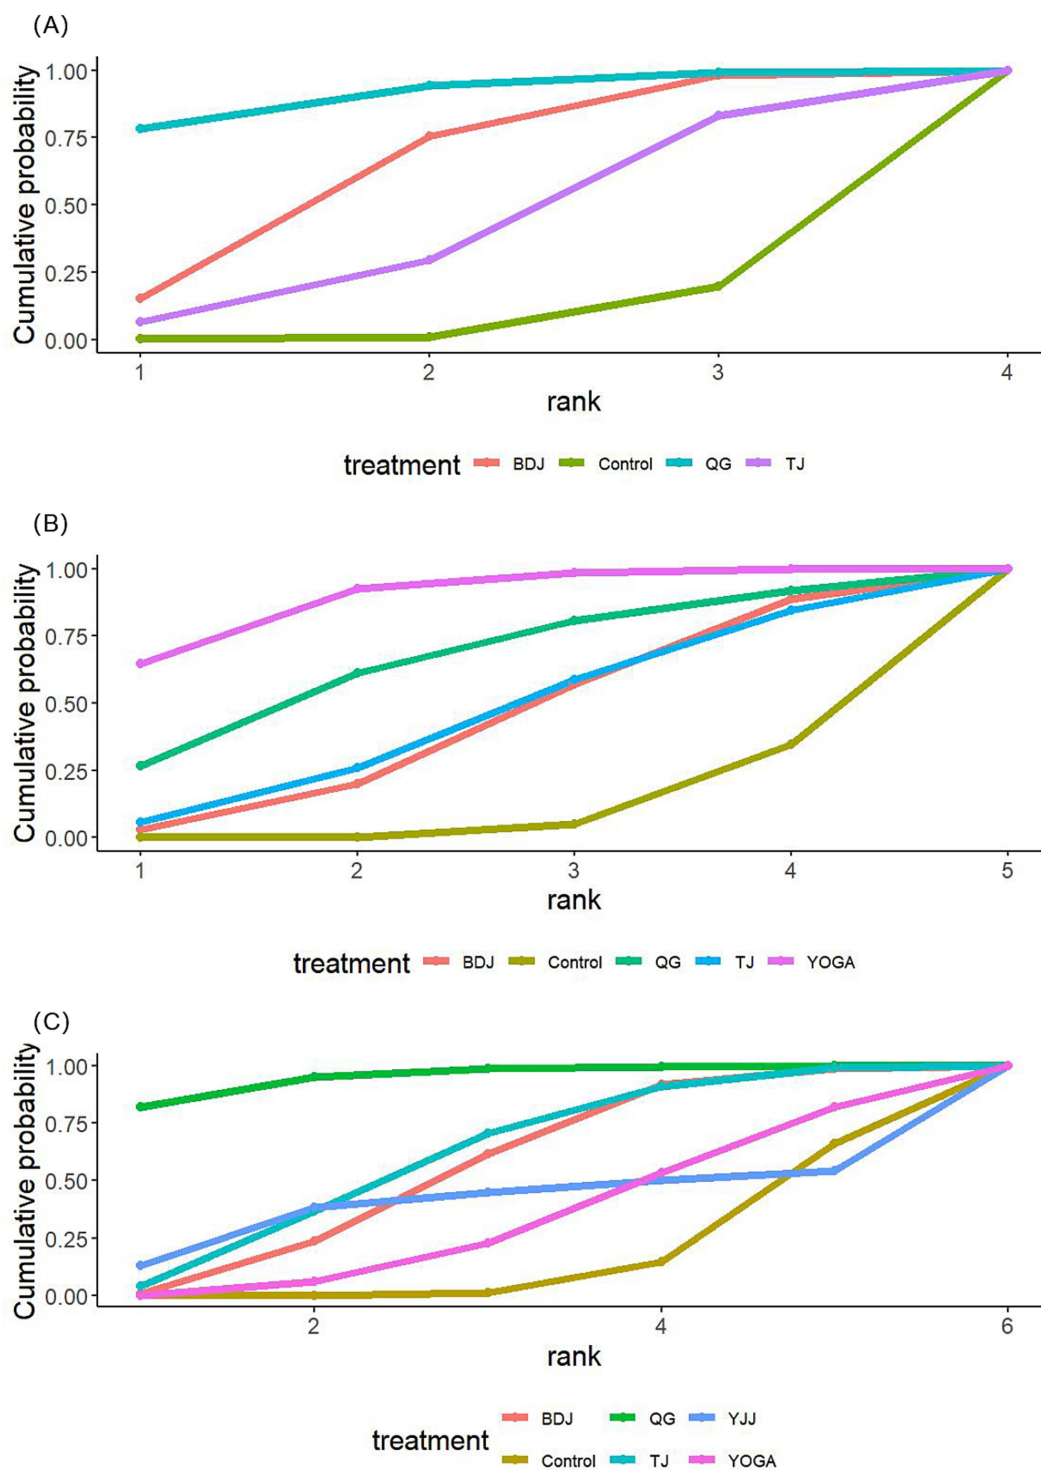 (A)
Cumulative probability
1.00
0.75
0.50
0.25
0.00
1 2 3 4
rank
treatment BDJ Control QG TJ
(B)
Cumulative probability
1.00
0.75
0.50
0.25
0.00
1 2 3 4 5
rank
treatment BDJ Control QG TJ YOGA
(C)
Cumulative probability
1.00
0.75
0.50
0.25
0.00
2 4 6
rank
treatment
BDJ QG YJJ
Control TJ YOGA